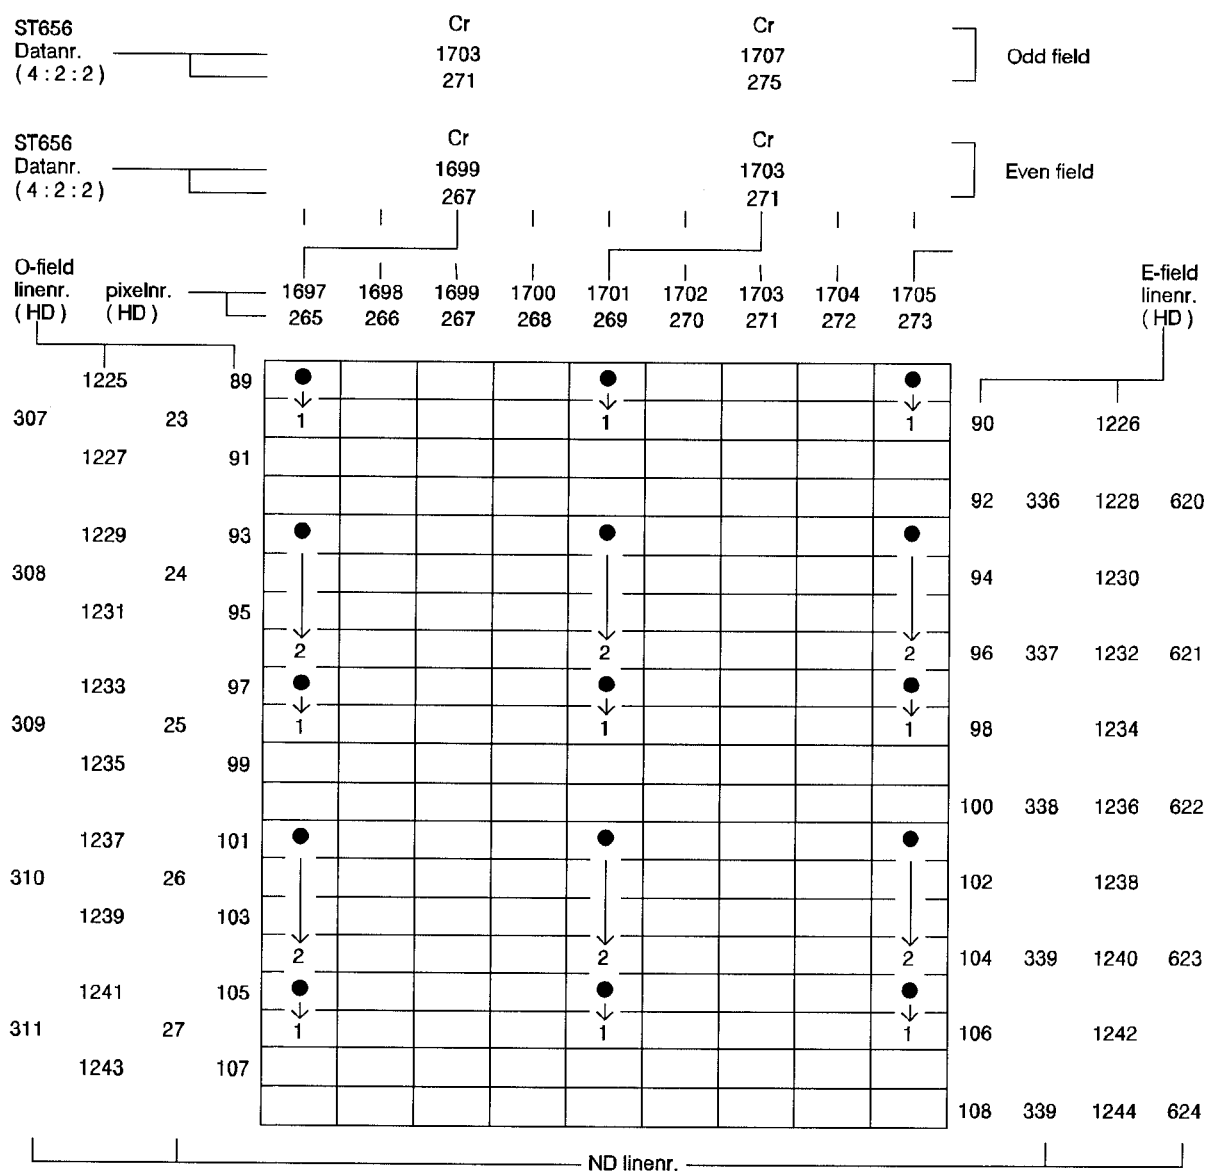 ST656 Cr Cr
Datanr. 1703 1707 Odd field
( 4 : 2 : 2 ) 271 275
ST656 Cr Cr
Datanr. 1699 1703 Even field
( 4 : 2 : 2 ) 267 271
O-field E-field
linenr. pixelnr. 1697 1698 1699 1700 1701 1702 1703 1704 1705 linenr.
( HD ) ( HD ) 265 266 267 268 269 270 271 272 273 ( HD )
1225 89
307 23 1 1 1 90 1226
1227 91
92 336 1228 620
1229 93
308 24 94 1230
1231 95
2 2 2 96 337 1232 621
1233 97
309 25 1 1 1 98 1234
1235 99
100 338 1236 622
1237 101
310 26 102 1238
1239 103
2 2 2 104 339 1240 623
1241 105
311 27 1 1 1 106 1242
1243 107
108 339 1244 624
ND linenr.